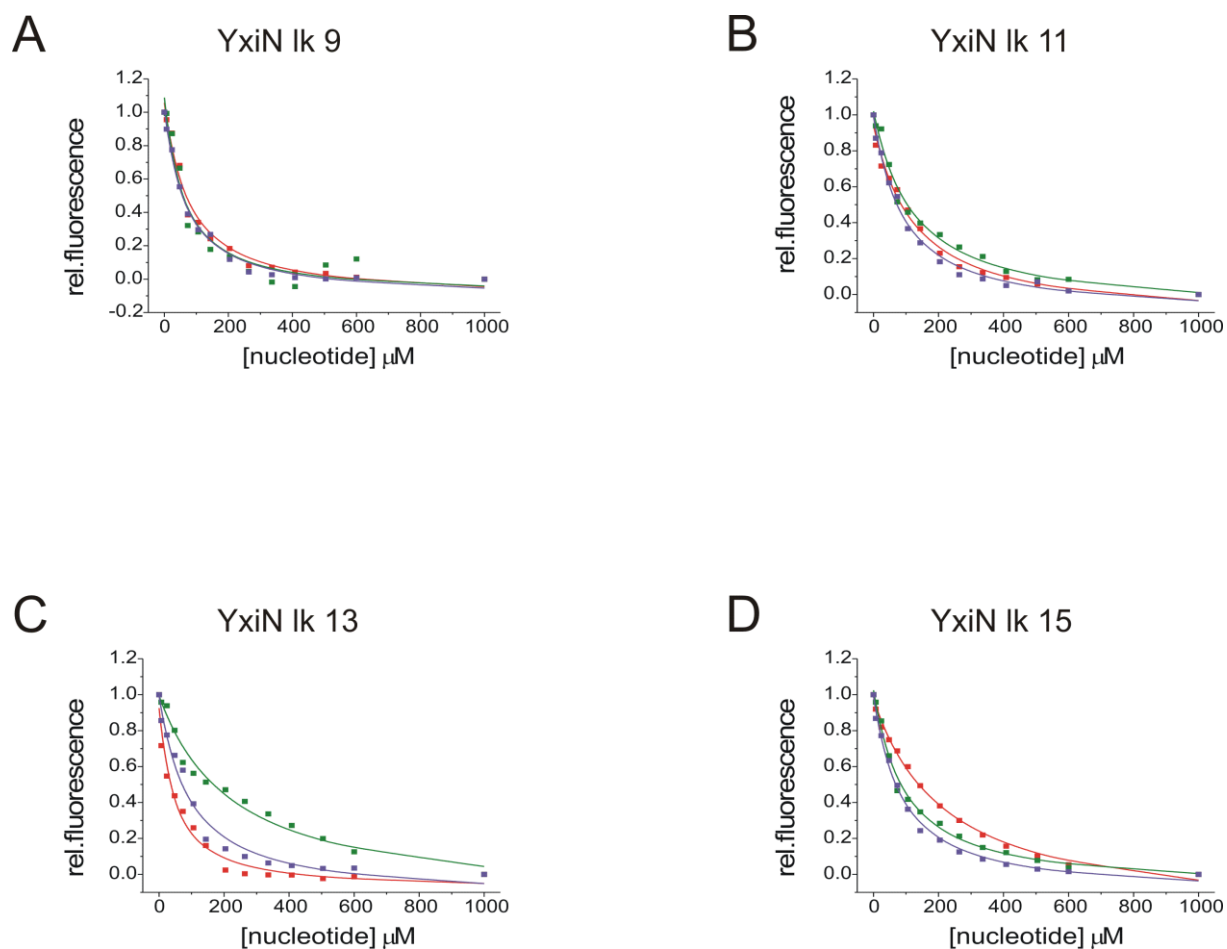 A
YxiN lk 9
rel.fluorescence
1.2
1.0
0.8
0.6
0.4
0.2
0.0
-0.2
0 200 400 600 800 1000
[nucleotide] μM
B
YxiN lk 11
rel.fluorescence
1.2
1.0
0.8
0.6
0.4
0.2
0.0
0 200 400 600 800 1000
[nucleotide] μM
C
YxiN lk 13
rel.fluorescence
1.2
1.0
0.8
0.6
0.4
0.2
0.0
0 200 400 600 800 1000
[nucleotide] μM
D
YxiN lk 15
rel.fluorescence
1.2
1.0
0.8
0.6
0.4
0.2
0.0
0 200 400 600 800 1000
[nucleotide] μM